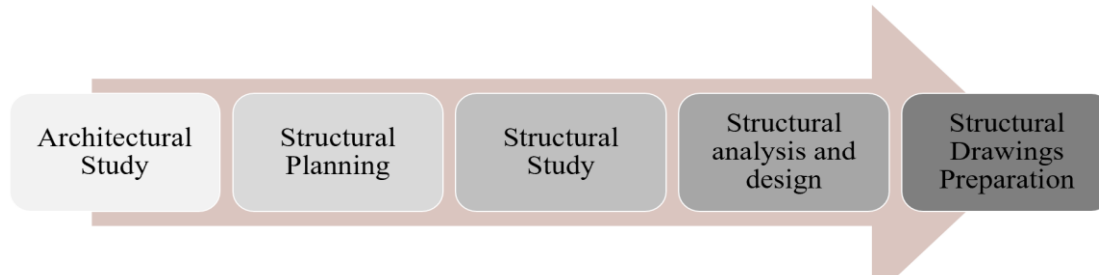 Architectural
Study
Structural
Planning
Structural
Study
Structural
analysis and
design
Structural
Drawings
Preparation